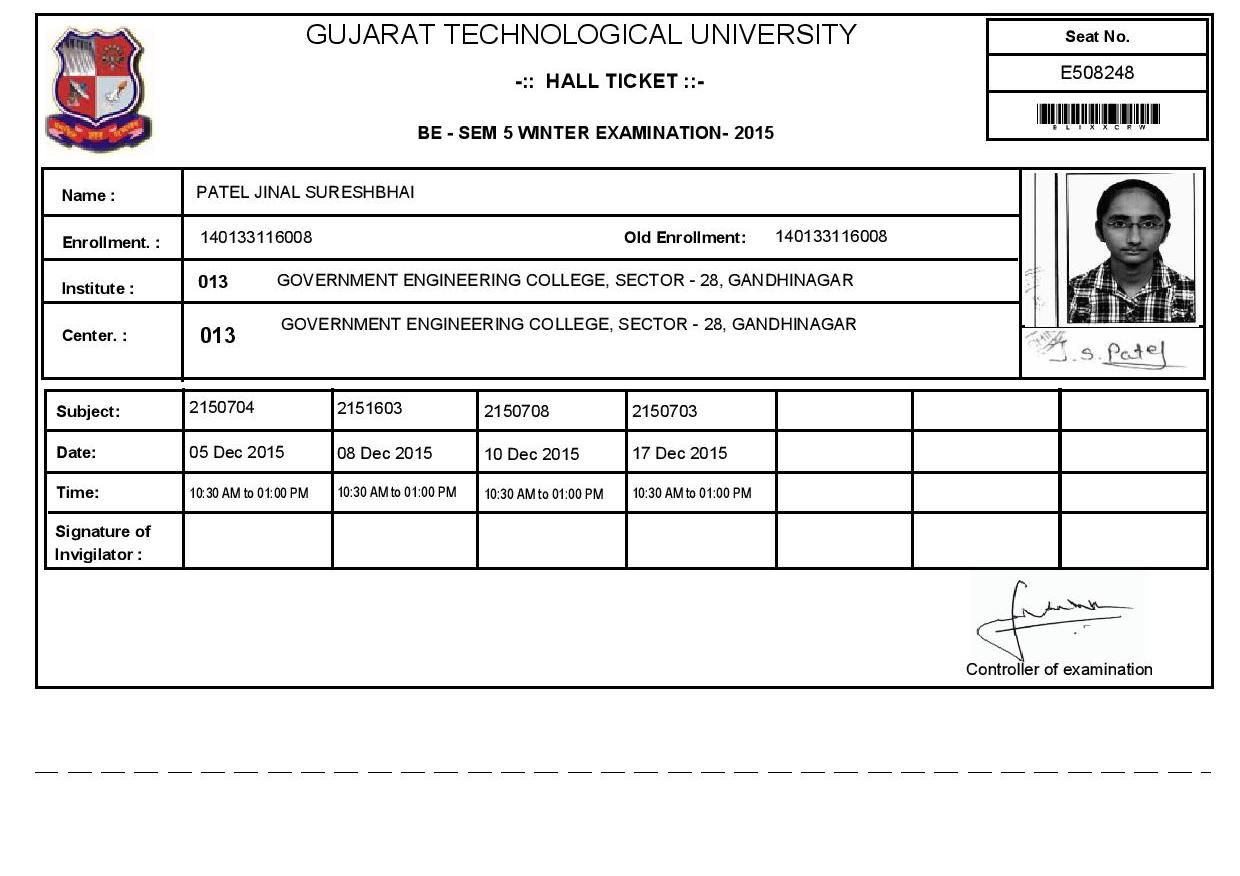 GUJARAT TECHNOLOGICAL UNIVERSITY
-:: HALL TICKET ::-
BE - SEM 5 WINTER EXAMINATION- 2015
Seat No.
E508248
BLIXXCRW
Name : PATEL JINAL SURESHBHAI
Enrollment. : 140133116008 Old Enrollment: 140133116008
Institute : 013 GOVERNMENT ENGINEERING COLLEGE, SECTOR - 28, GANDHINAGAR
Center. : 013 GOVERNMENT ENGINEERING COLLEGE, SECTOR - 28, GANDHINAGAR
J.S.Patel
Subject: 2150704 2151603 2150708 2150703
Date: 05 Dec 2015 08 Dec 2015 10 Dec 2015 17 Dec 2015
Time: 10:30 AM to 01:00 PM 10:30 AM to 01:00 PM 10:30 AM to 01:00 PM 10:30 AM to 01:00 PM
Signature of
Invigilator :
Controller of examination